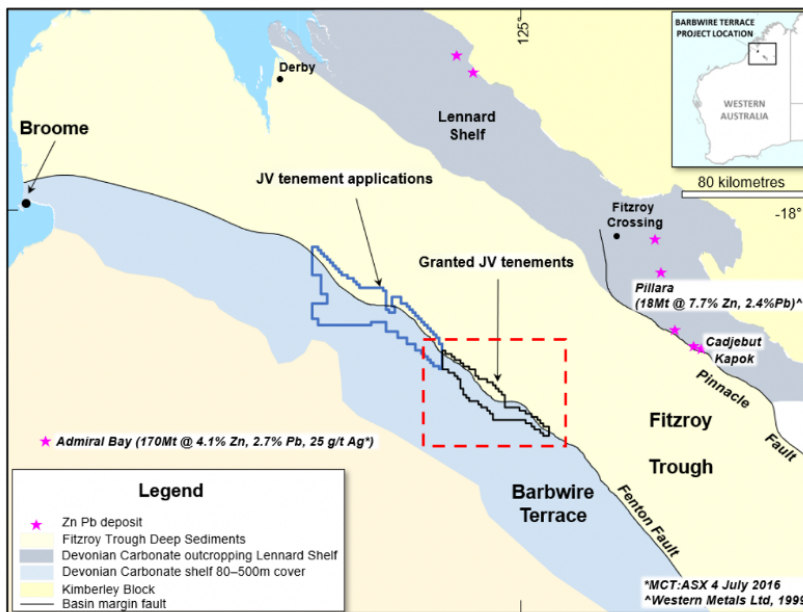 125°
BARBWIRE TERRACE
PROJECT LOCATION
WESTERN
AUSTRALIA
Derby
Lennard
Shelf
Broome
JV tenement applications
80 kilometres
Fitzroy
Crossing
-18°
Granted JV tenements
Pillara
(18Mt @ 7.7% Zn, 2.4%Pb)^
Cadjebut
Kapok
Pinnacle
Fault
Fitzroy
Trough
Admiral Bay (170Mt @ 4.1% Zn, 2.7% Pb, 25 g/t Ag*)
Barbwire
Terrace
Fenton Fault
Legend
Zn Pb deposit
Fitzroy Trough Deep Sediments
Devonian Carbonate outcropping Lennard Shelf
Devonian Carbonate shelf 80–500m cover
Kimberley Block
Basin margin fault
*MCT:ASX 4 July 2016
^Western Metals Ltd, 1999
125°